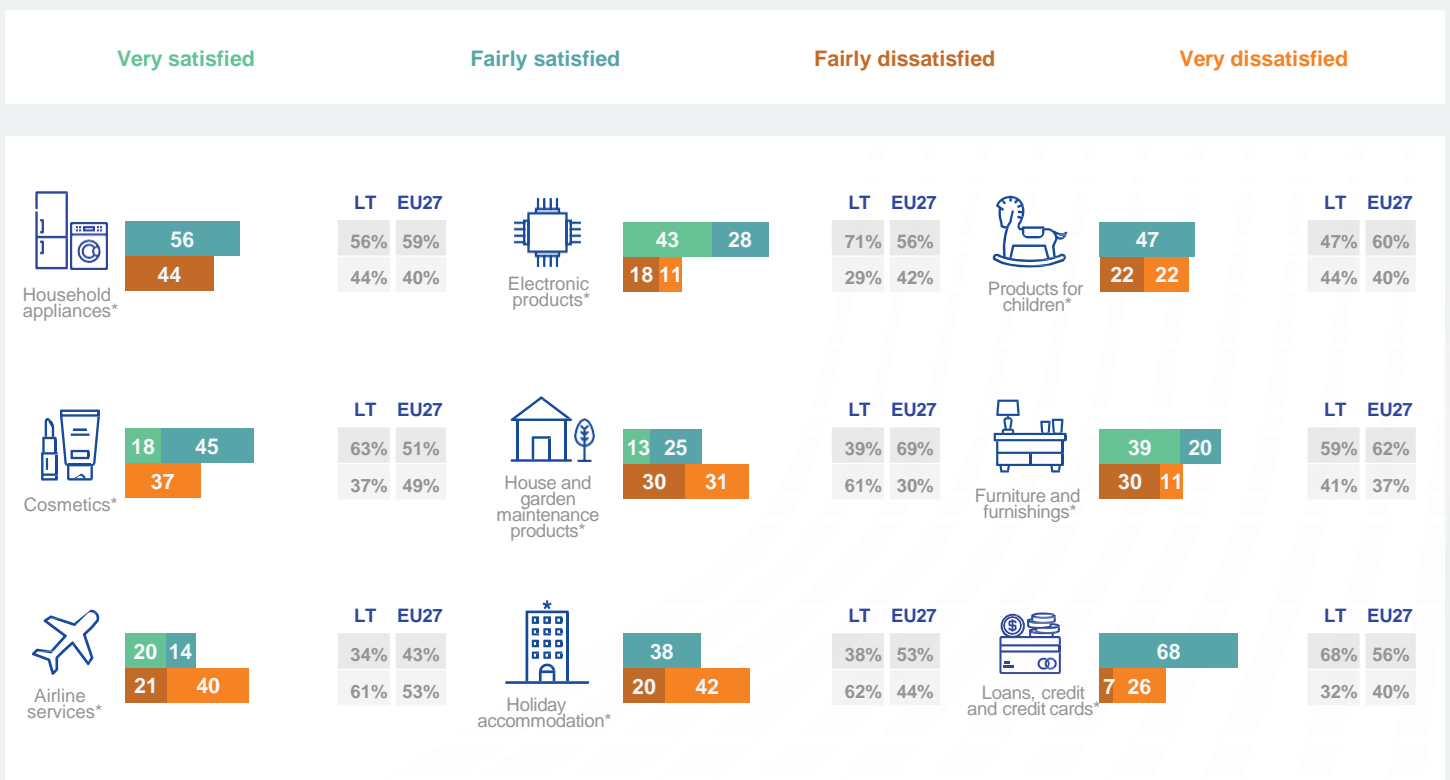 Very satisfied Fairly satisfied Fairly dissatisfied Very dissatisfied
LT EU27
56
56% 59%
44
44% 40%
Household
appliances*
LT EU27
43 28
71% 56%
18 11
29% 42%
Electronic
products*
LT EU27
47
47% 60%
22 22
44% 40%
Products for
children*
LT EU27
18 45
63% 51%
37
37% 49%
Cosmetics*
LT EU27
13 25
39% 69%
30 31
61% 30%
House and
garden
maintenance
products*
LT EU27
39 20
59% 62%
30 11
41% 37%
Furniture and
furnishings*
LT EU27
20 14
34% 43%
21 40
61% 53%
Airline
services*
LT EU27
38
38% 53%
20 42
62% 44%
Holiday
accommodation*
LT EU27
68
68% 56%
7 26
32% 40%
Loans, credit
and credit cards*